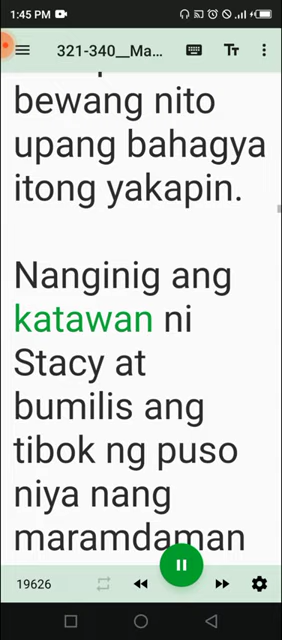 1:45 PM
321-340__Ma...
bewang nito
upang bahagya
itong yakapin.
Nanginig ang
katawan ni
Stacy at
bumilis ang
tibok ng puso
niya nang
maramdaman
19626